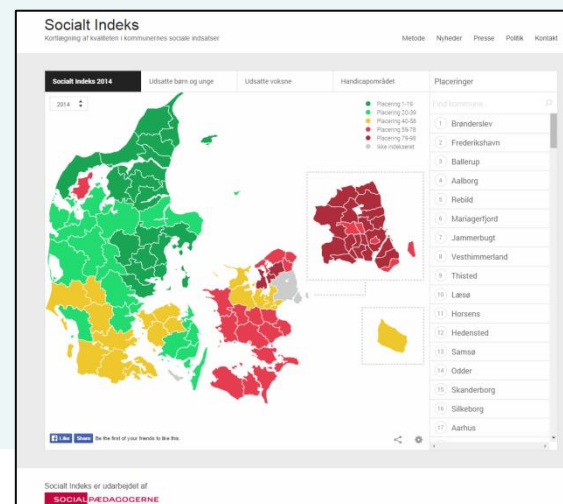 Socialt Indeks
Kortlægning af kvaliteten i kommunernes sociale indsatser
Metode Nyheder Presse Politik Kontakt
Socialt Indeks 2014 Udsatte børn og unge Udsatte voksne Handicapområdet Placeringer
2014
Placering 1-19
Placering 20-39
Placering 40-58
Placering 59-78
Placering 79-98
Ikke indekseret
Find kommune...
1 Brønderslev
2 Frederikshavn
3 Ballerup
4 Aalborg
5 Rebild
6 Mariagerfjord
7 Jammerbugt
8 Vesthimmerland
9 Thisted
10 Læsø
11 Horsens
12 Hedensted
13 Samsø
14 Odder
15 Skanderborg
16 Silkeborg
17 Aarhus
Like Share Be the first of your friends to like this.
Socialt Indeks er udarbejdet af
SOCIALPÆDAGOGERNE